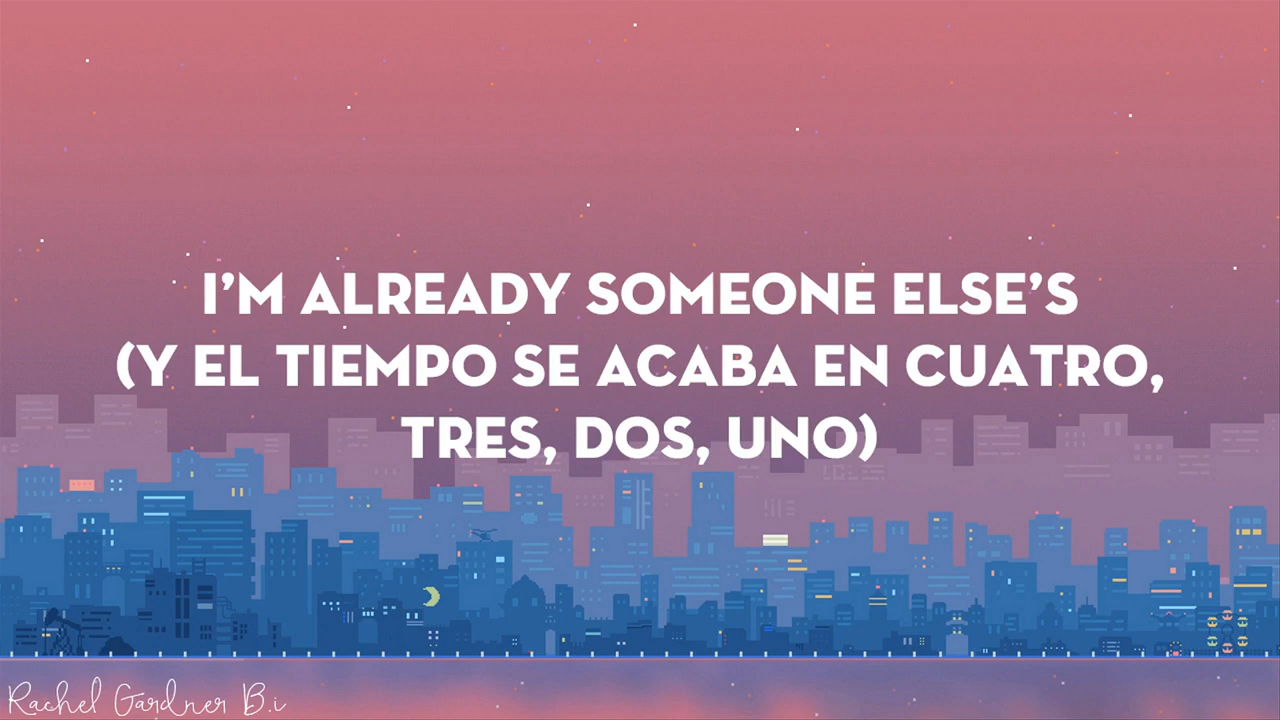 I'M ALREADY SOMEONE ELSE'S
(Y EL TIEMPO SE ACABA EN CUATRO,
TRES, DOS, UNO)
Rachel Gardner B.i